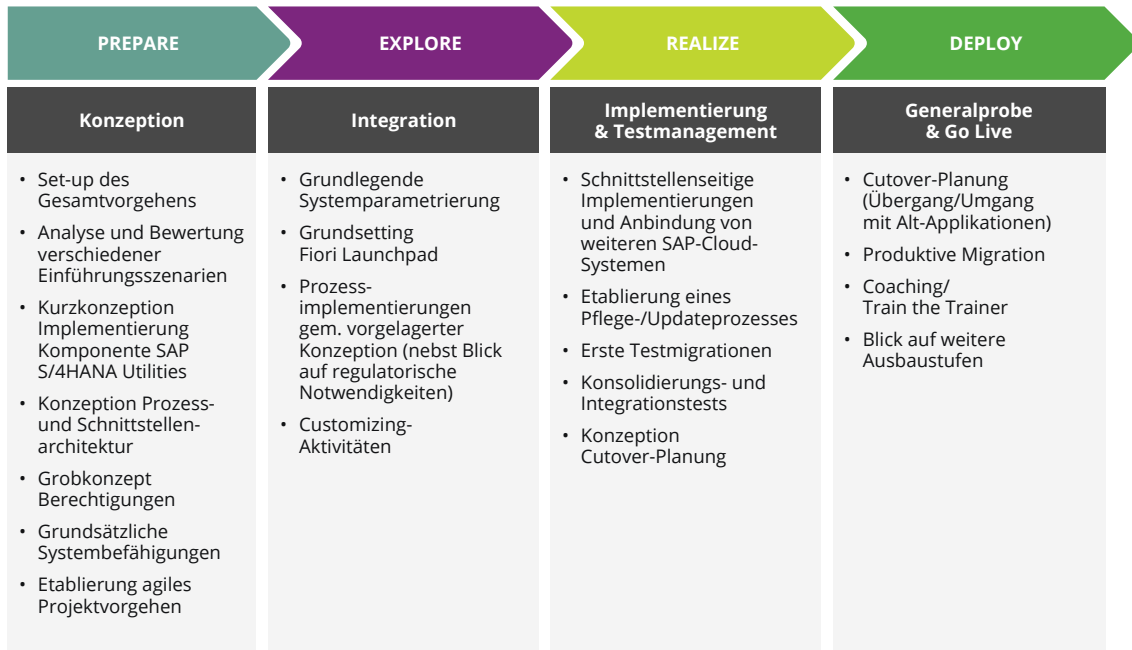 PREPARE
EXPLORE
REALIZE
DEPLOY
Konzeption
• Set-up des
Gesamtvorgehens
• Analyse und Bewertung
verschiedener
Einführungsszenarien
• Kurzkonzeption
Implementierung
Komponente SAP
S/4HANA Utilities
• Konzeption Prozess-
und Schnittstellen-
architektur
• Grobkonzept
Berechtigungen
• Grundsätzliche
Systembefähigungen
• Etablierung agiles
Projektvorgehen
Integration
• Grundlegende
Systemparametrierung
• Grundsetting
Fiori Launchpad
• Prozess-
implementierungen
gem. vorgelagerter
Konzeption (nebst Blick
auf regulatorische
Notwendigkeiten)
• Customizing-
Aktivitäten
Implementierung
& Testmanagement
• Schnittstellenseitige
Implementierungen
und Anbindung von
weiteren SAP-Cloud-
Systemen
• Etablierung eines
Pflege-/Updateprozesses
• Erste Testmigrationen
• Konsolidierungs- und
Integrationstests
• Konzeption
Cutover-Planung
Generalprobe
& Go Live
• Cutover-Planung
(Übergang/Umgang
mit Alt-Applikationen)
• Produktive Migration
• Coaching/
Train the Trainer
• Blick auf weitere
Ausbaustufen